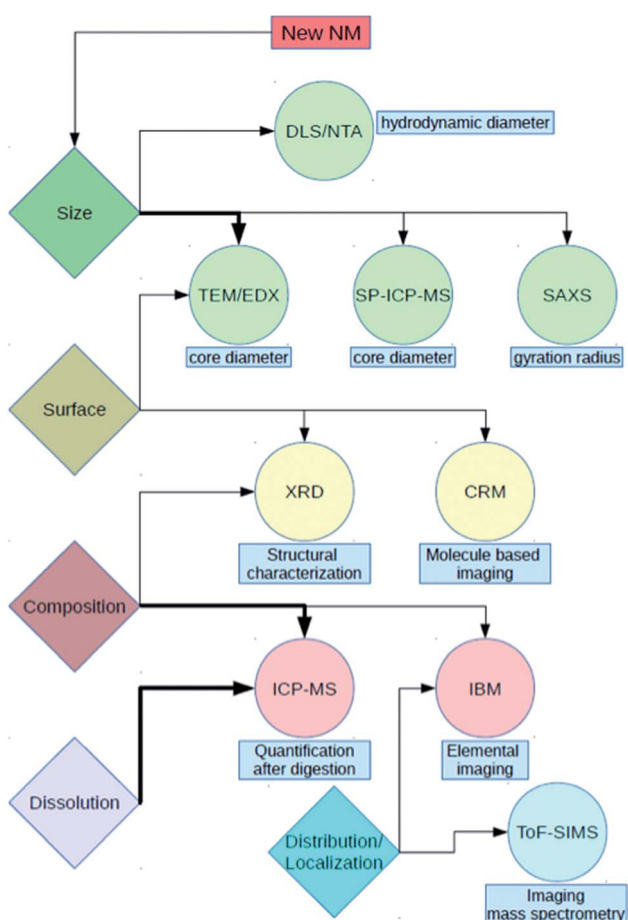 New NM
DLS/NTA
hydrodynamic diameter
Size
TEM/EDX
SP-ICP-MS
SAXS
core diameter
core diameter
gyration radius
Surface
XRD
CRM
Structural
characterization
Molecule based
imaging
Composition
ICP-MS
IBM
Quantification
after digestion
Elemental
imaging
Dissolution
Distribution/
Localization
ToF-SIMS
Imaging
mass spectrometry